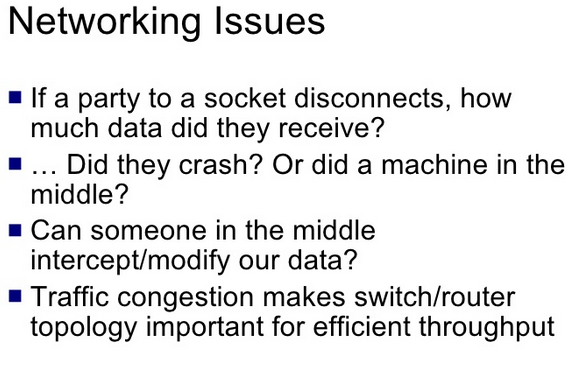 Networking Issues
■ If a party to a socket disconnects, how
much data did they receive?
■ … Did they crash? Or did a machine in the
middle?
■ Can someone in the middle
intercept/modify our data?
■ Traffic congestion makes switch/router
topology important for efficient throughput